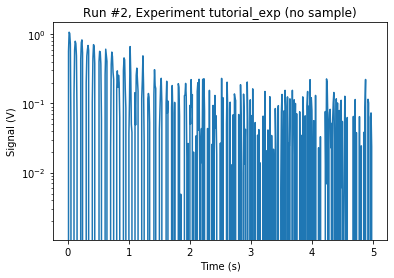 Run #2, Experiment tutorial_exp (no sample)
10⁰
10⁻¹
10⁻²
Signal (V)
0 1 2 3 4 5
Time (s)